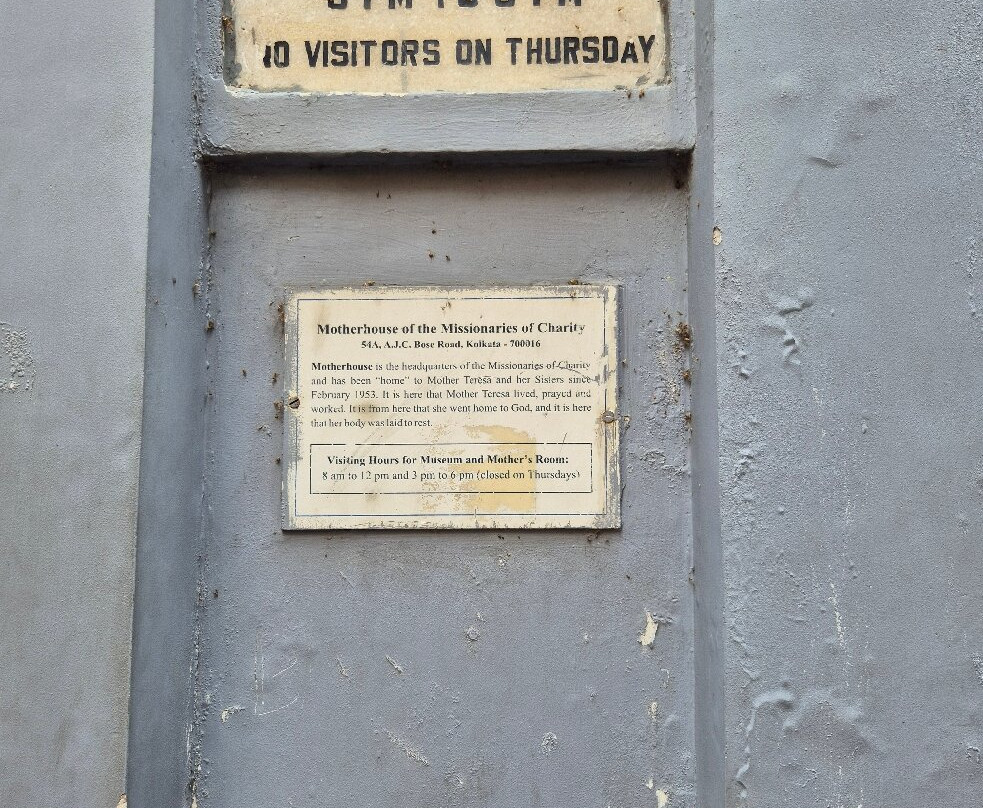 VISITORS ON THURSDAY
Motherhouse of the Missionaries of Charity
54A, A.J.C. Bose Road, Kolkata - 700016
Motherhouse is the headquarters of the Missionaries of Charity
and has been "home" to Mother Teresa and her Sisters since
February 1953. It is here that Mother Teresa lived, prayed and
worked. It is from here that she went home to God, and it is here
that her body was laid to rest.
Visiting Hours for Museum and Mother's Room:
8 am to 12 pm and 3 pm to 6 pm (closed on Thursdays)